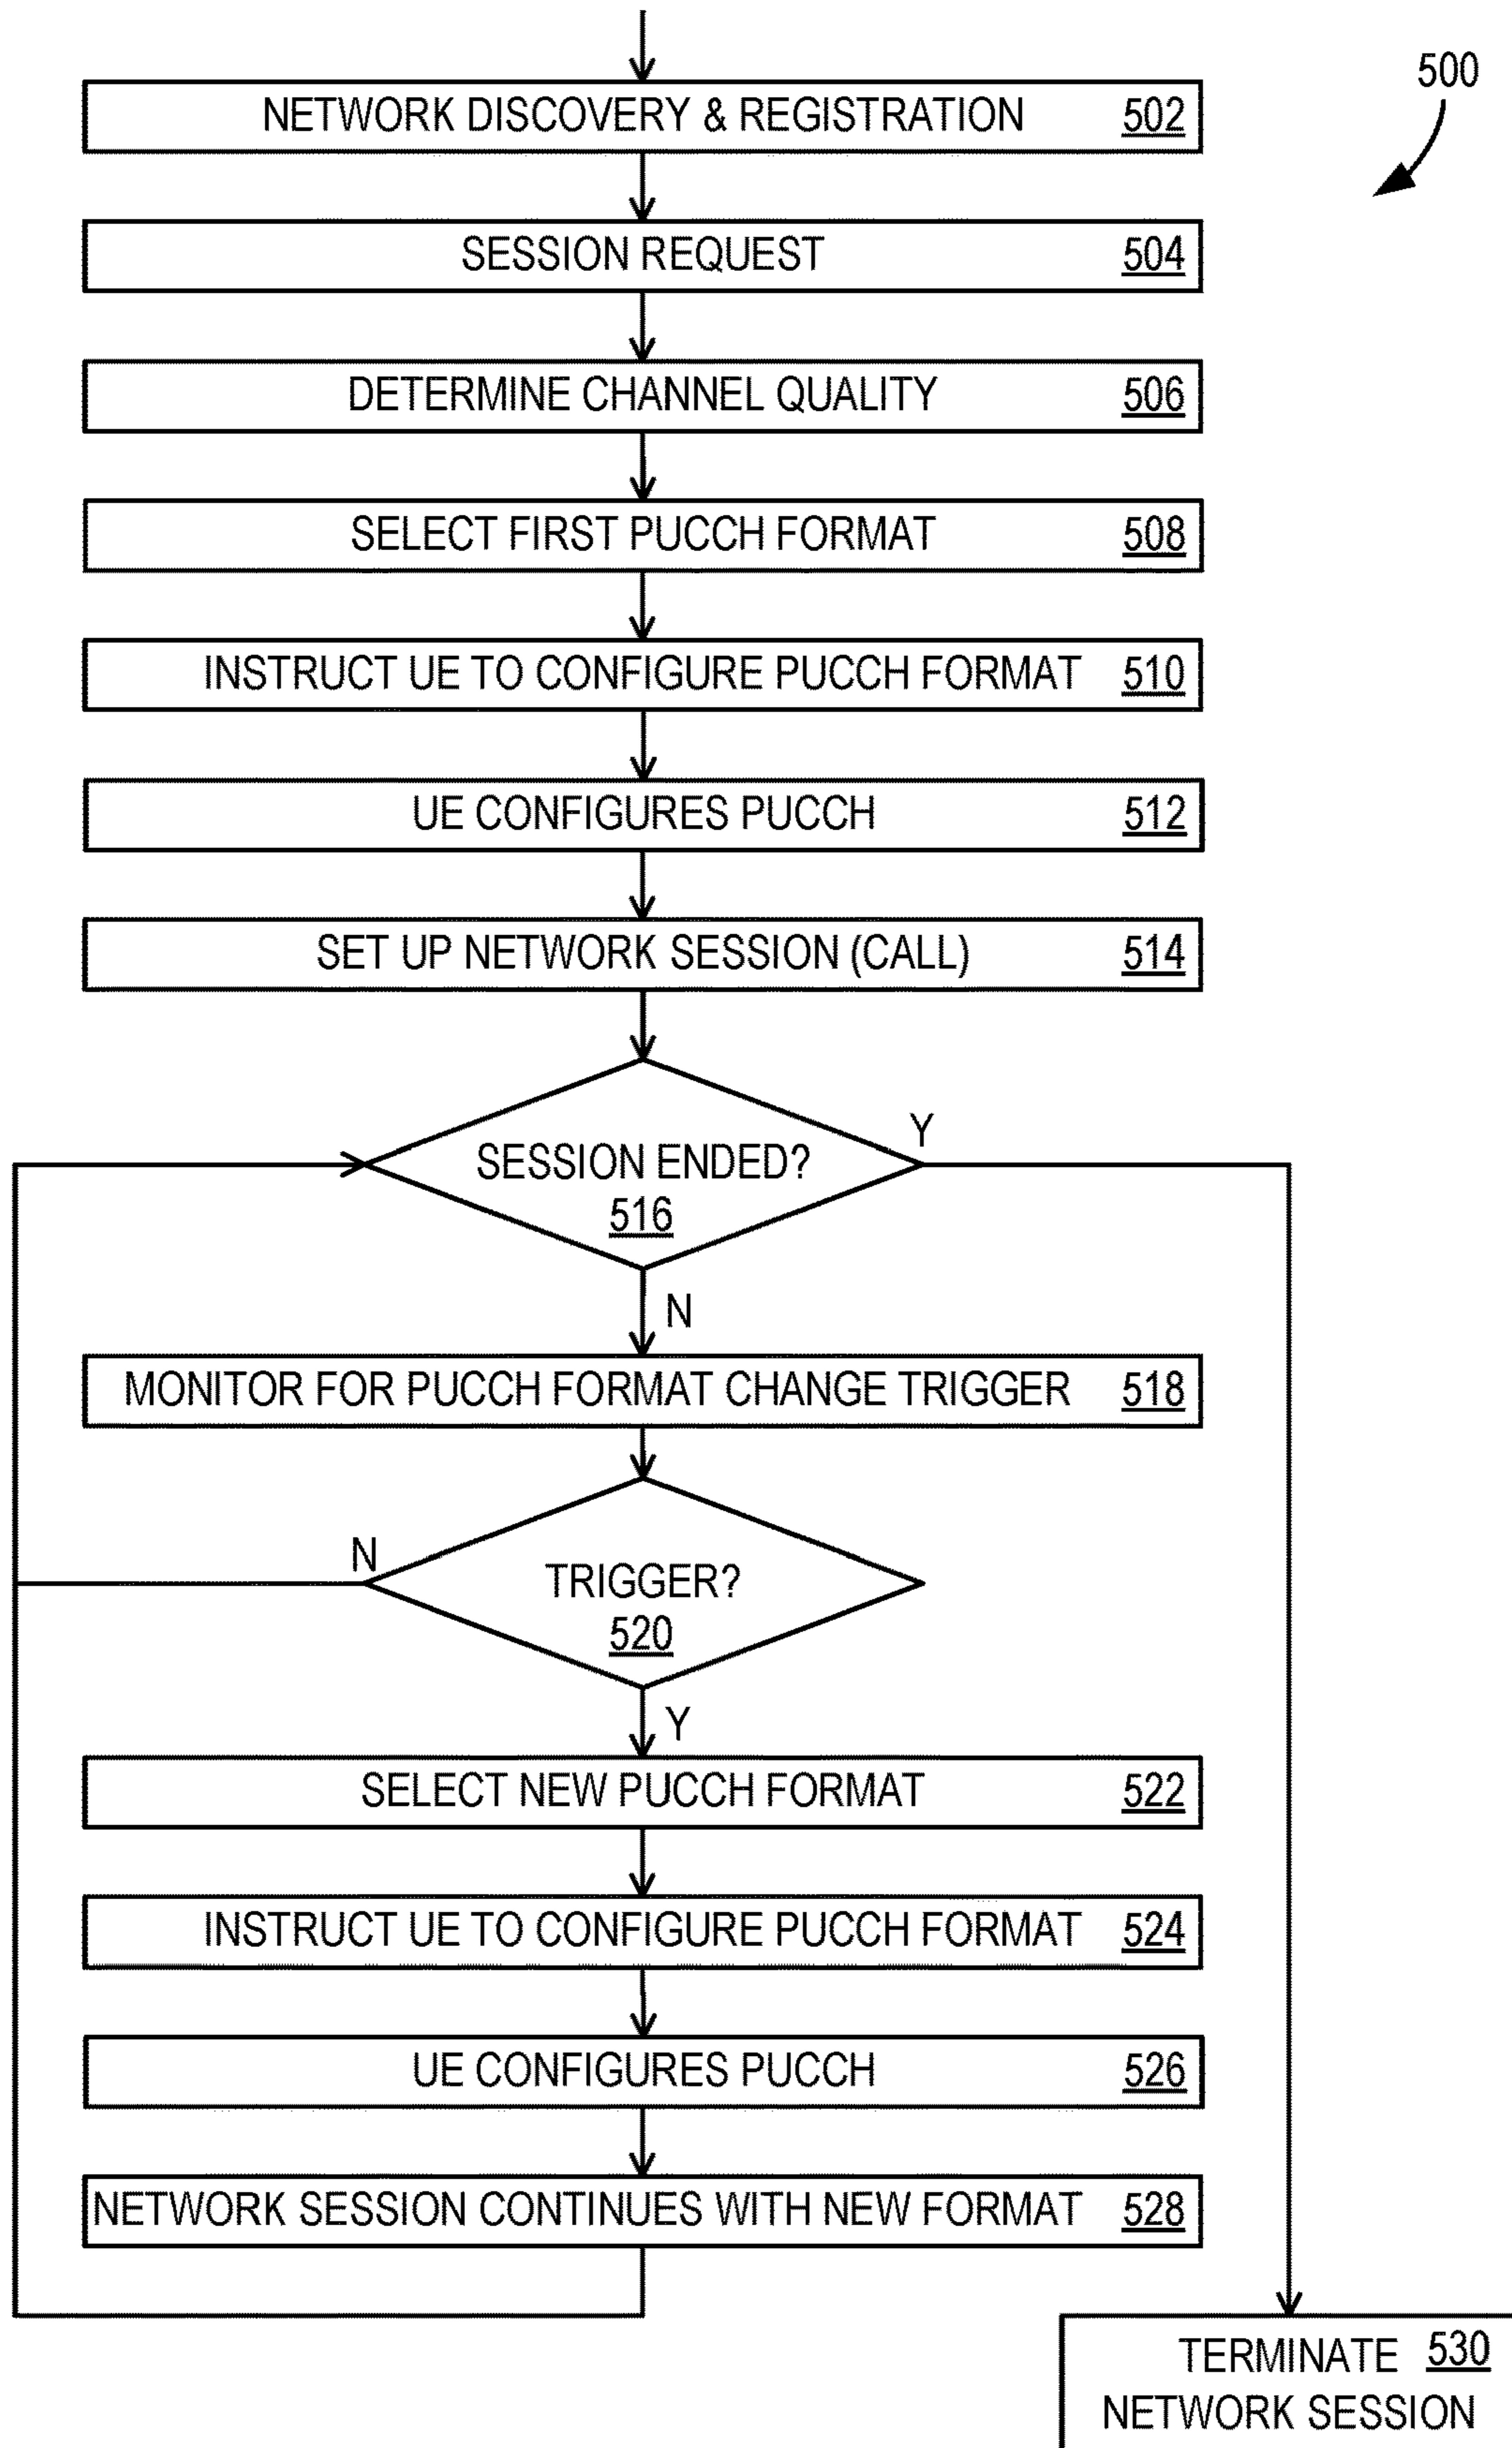 500
NETWORK DISCOVERY & REGISTRATION 502
SESSION REQUEST 504
DETERMINE CHANNEL QUALITY 506
SELECT FIRST PUCCH FORMAT 508
INSTRUCT UE TO CONFIGURE PUCCH FORMAT 510
UE CONFIGURES PUCCH 512
SET UP NETWORK SESSION (CALL) 514
Y
SESSION ENDED?
516
N
MONITOR FOR PUCCH FORMAT CHANGE TRIGGER 518
N
TRIGGER?
520
Y
SELECT NEW PUCCH FORMAT 522
INSTRUCT UE TO CONFIGURE PUCCH FORMAT 524
UE CONFIGURES PUCCH 526
NETWORK SESSION CONTINUES WITH NEW FORMAT 528
TERMINATE 530
NETWORK SESSION